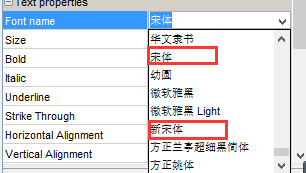 Text properties
Font name 宋体
Size 华文隶书
Bold 宋体
Italic 幼圆
Underline 微软雅黑
Strike Through 微软雅黑 Light
Horizontal Alignment 新宋体
Vertical Alignment 方正兰亭超细黑简体
方正姚体